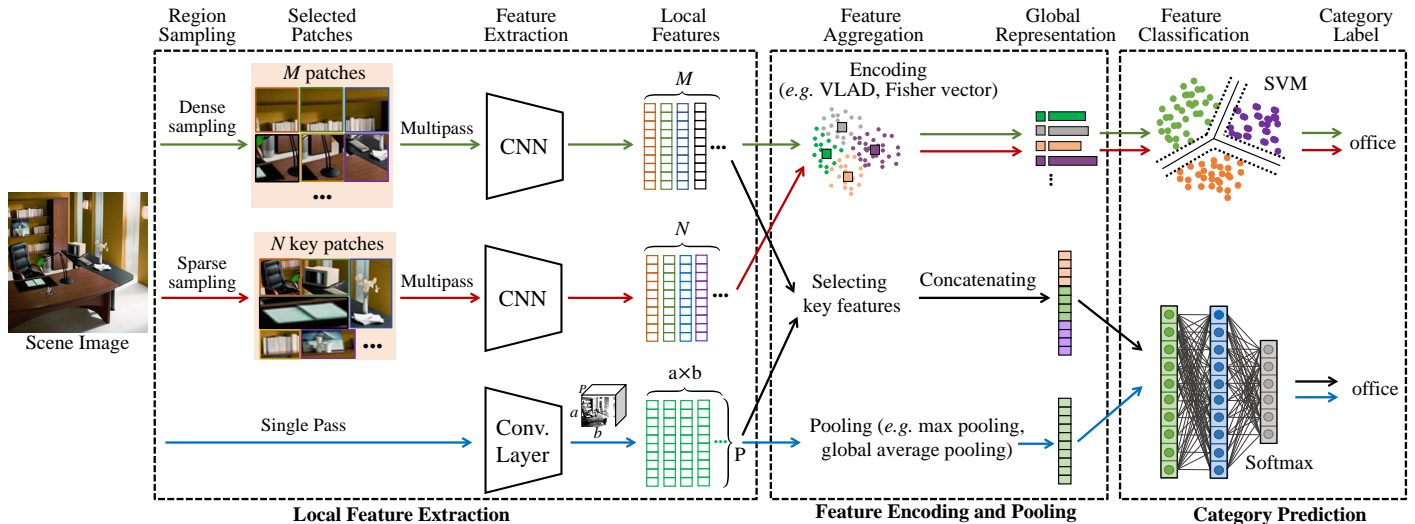 Region
Sampling
Selected
Patches
Feature
Extraction
Local
Features
Feature
Aggregation
Global
Representation
Feature
Classification
Category
Label
M patches
Dense
sampling
Multipass
CNN
M
...
Encoding
(e.g. VLAD, Fisher vector)
SVM
office
...
N key patches
Sparse
sampling
Multipass
CNN
N
...
Selecting
key features
Concatenating
Scene Image
...
Single Pass
Conv.
Layer
P
a
b
a×b
...
P
Pooling (e.g. max pooling,
global average pooling)
office
Softmax
Local Feature Extraction
Feature Encoding and Pooling
Category Prediction